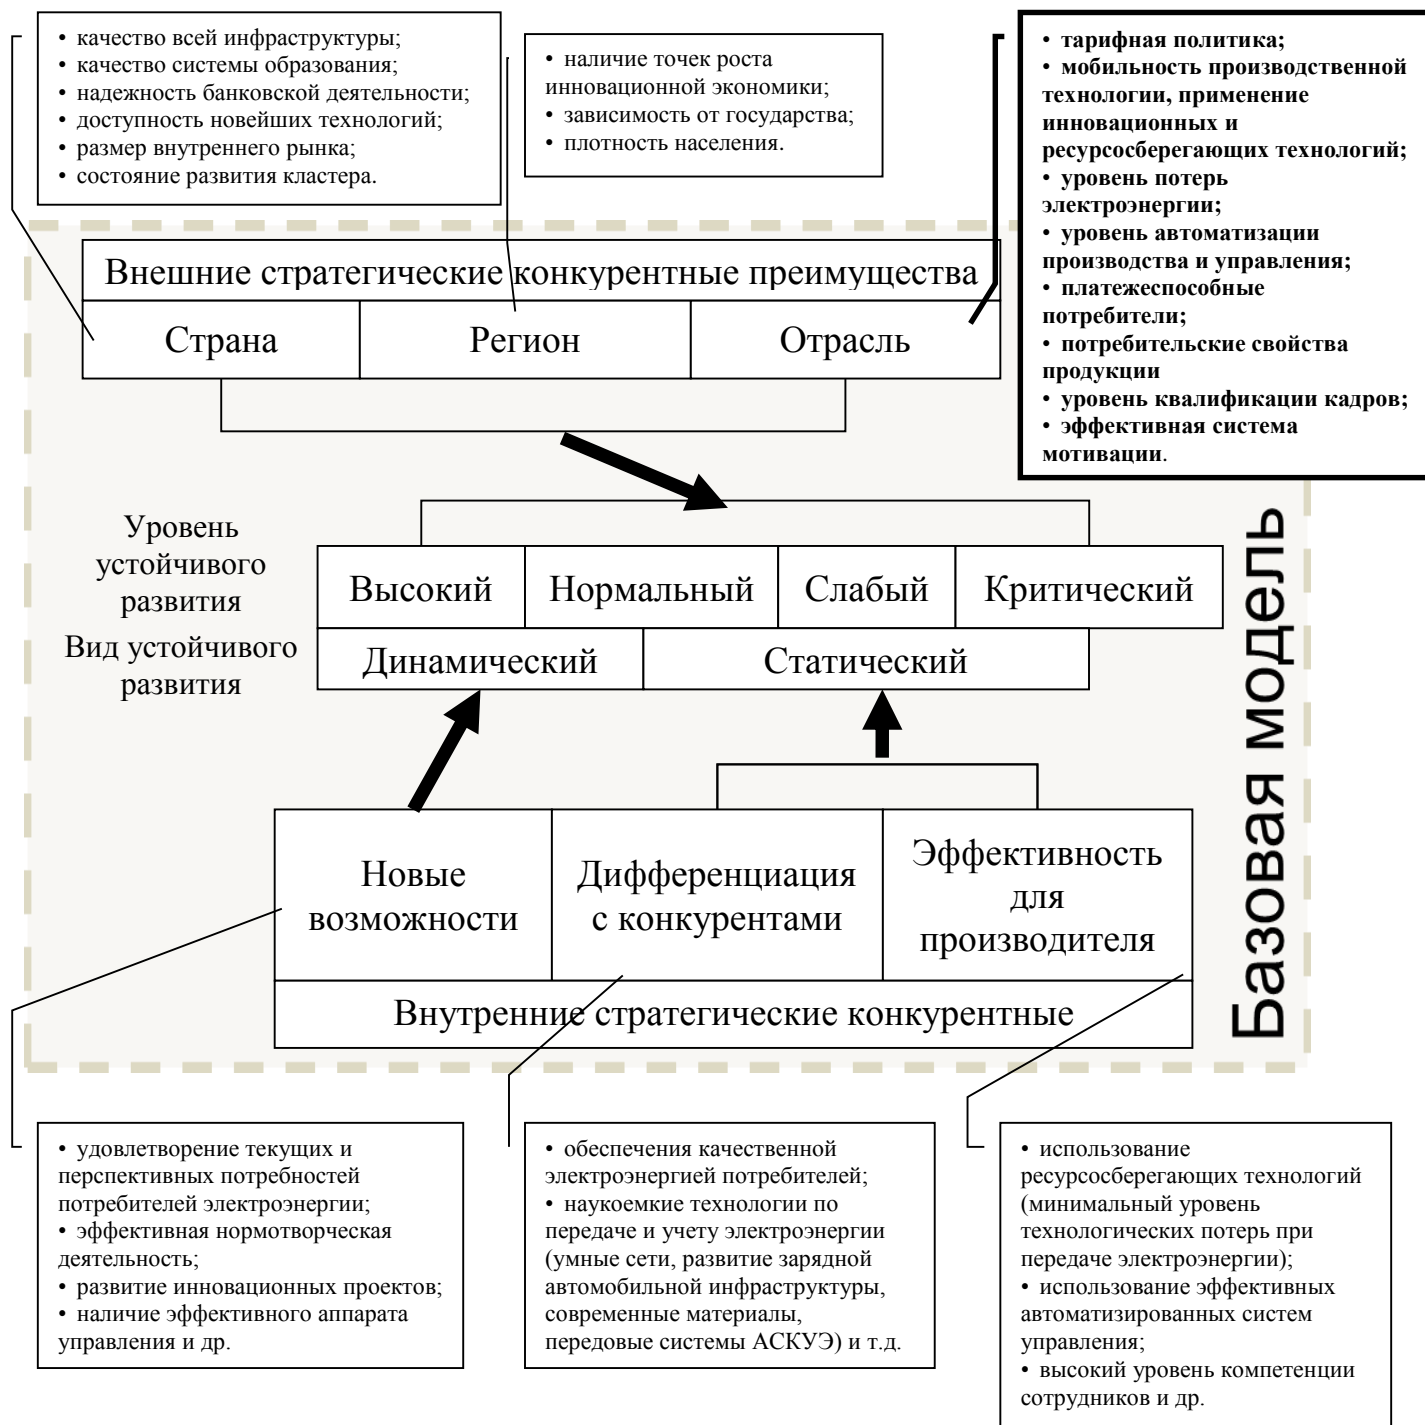 • качество всей инфраструктуры;
• качество системы образования;
• надежность банковской деятельности;
• доступность новейших технологий;
• размер внутреннего рынка;
• состояние развития кластера.
• наличие точек роста
инновационной экономики;
• зависимость от государства;
• плотность населения.
• тарифная политика;
• мобильность производственной
технологии, применение
инновационных и
ресурсосберегающих технологий;
• уровень потерь
электроэнергии;
• уровень автоматизации
производства и управления;
• платежеспособные
потребители;
• потребительские свойства
продукции
• уровень квалификации кадров;
• эффективная система
мотивации.
Внешние стратегические конкурентные преимущества
Страна
Регион
Отрасль
Уровень
устойчивого
развития
Высокий
Нормальный
Слабый
Критический
Вид устойчивого
развития
Динамический
Статический
Базовая модель
Новые
возможности
Дифференциация
с конкурентами
Эффективность
для
производителя
Внутренние стратегические конкурентные
• удовлетворение текущих и
перспективных потребностей
потребителей электроэнергии;
• эффективная нормотворческая
деятельность;
• развитие инновационных проектов;
• наличие эффективного аппарата
управления и др.
• обеспечения качественной
электроэнергией потребителей;
• наукоемкие технологии по
передаче и учету электроэнергии
(умные сети, развитие зарядной
автомобильной инфраструктуры,
современные материалы,
передовые системы АСКУЭ) и т.д.
• использование
ресурсосберегающих технологий
(минимальный уровень
технологических потерь при
передаче электроэнергии);
• использование эффективных
автоматизированных систем
управления;
• высокий уровень компетенции
сотрудников и др.